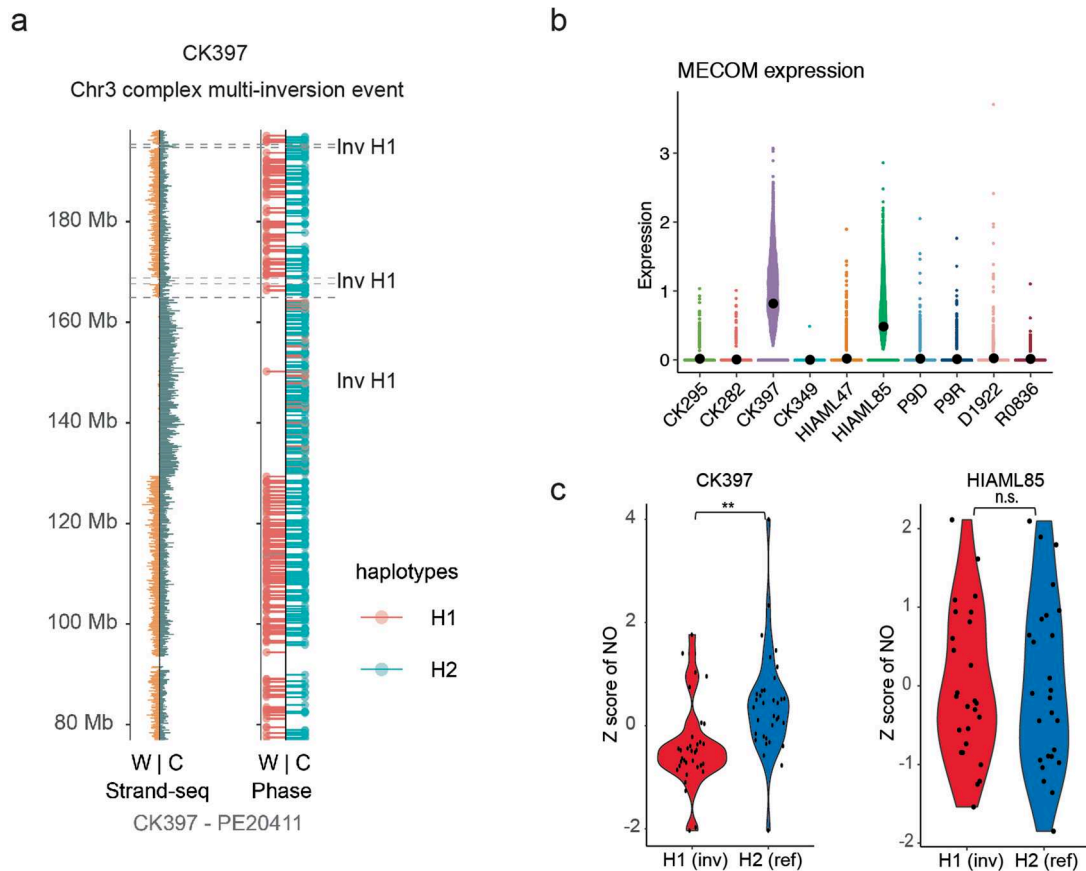 a
CK397
Chr3 complex multi-inversion event
Inv H1
180 Mb
Inv H1
160 Mb
Inv H1
140 Mb
120 Mb
haplotypes
H1
100 Mb
H2
80 Mb
W | C W | C
Strand-seq Phase
CK397 - PE20411
b
MECOM expression
Expression
3
2
1
0
CK295
CK282
CK397
CK349
HIAML47
HIAML85
P9D
P9R
D1922
R0836
c
CK397
**
Z score of NO
4
2
0
-2
H1 (inv) H2 (ref)
HIAML85
n.s.
Z score of NO
2
1
0
-1
-2
H1 (inv) H2 (ref)